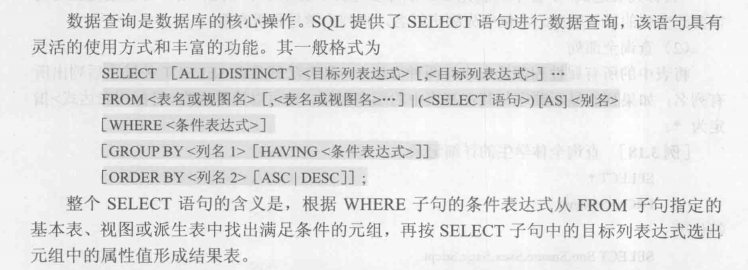 数据查询是数据库的核心操作。SQL 提供了 SELECT 语句进行数据查询，该语句具有
灵活的使用方式和丰富的功能。其一般格式为
SELECT [ALL | DISTINCT] <目标列表达式> [,<目标列表达式>] …
FROM <表名或视图名> [,<表名或视图名>…] | (<SELECT 语句>) [AS] <别名>
[WHERE <条件表达式>]
[GROUP BY <列名 1> [HAVING <条件表达式>]]
[ORDER BY <列名 2> [ASC | DESC]] ;
整个 SELECT 语句的含义是，根据 WHERE 子句的条件表达式从 FROM 子句指定的
基本表、视图或派生表中找出满足条件的元组，再按 SELECT 子句中的目标列表达式选出
元组中的属性值形成结果表。